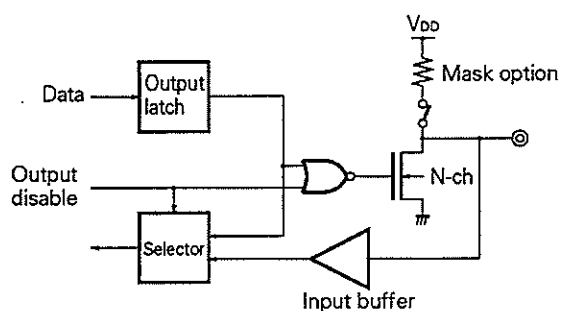 VDD
Mask option
Output
latch
Data
Output
disable
N-ch
Selector
Input buffer